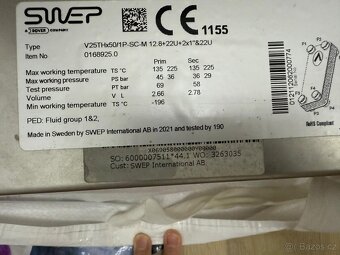 SWEP
A DOVER COMPANY
CE 1155
Type V25THx50/1P-SC-M 12.8+22U+2x1"&22U
Item No 0168925.0
Prim Sec
Max working temperature TS °C 135 225 135 225
Max working pressure PS bar 45 36 36 29
Test pressure PT bar 69 58
Volume V L 2.66 2.78
Min working temperature TS °C -196
PED: Fluid group 1&2;
Made in Sweden by SWEP International AB in 2021 and tested by 190
P3
P4
P1
P2
RoHS Compliant
SO: 6000007511*44.1 WO: 3263035
Cust: SWEP International AB,